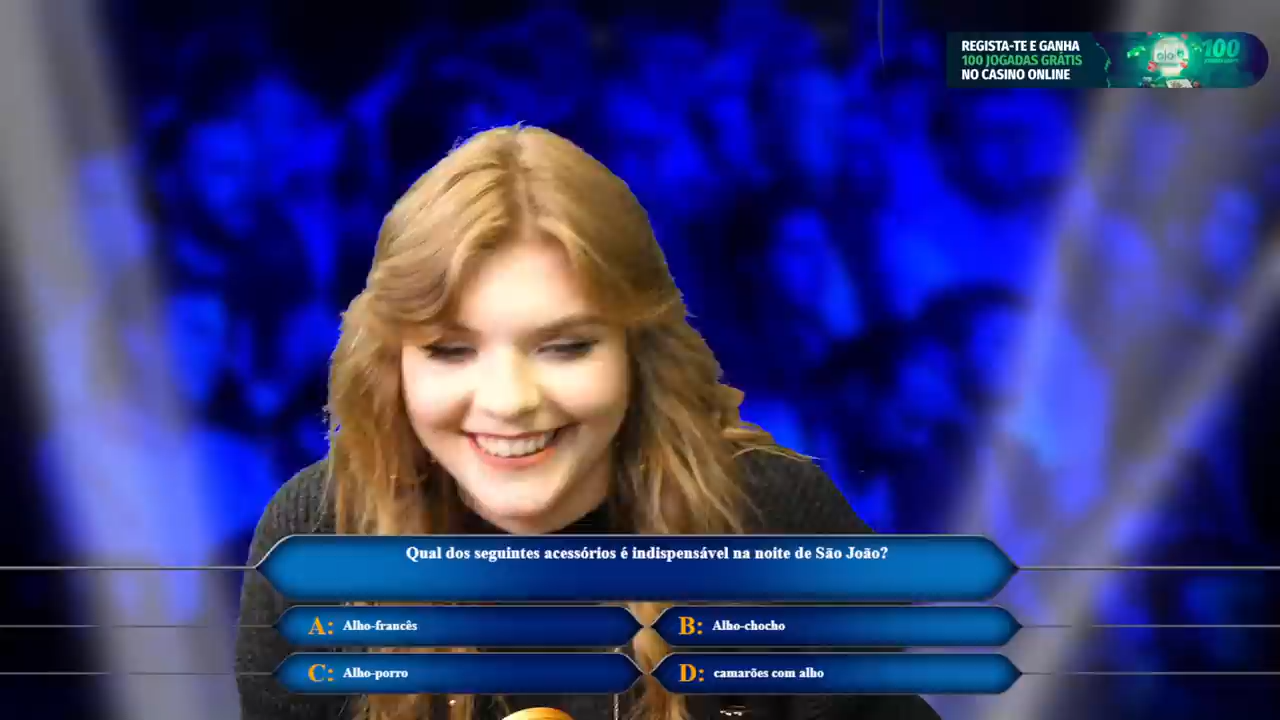 REGISTA-TE E GANHA
100 JOGADAS GRÁTIS
NO CASINO ONLINE
100
Qual dos seguintes acessórios é indispensável na noite de São João?
A: Alho-francês
B: Alho-chocho
C: Alho-porro
D: camarões com alho